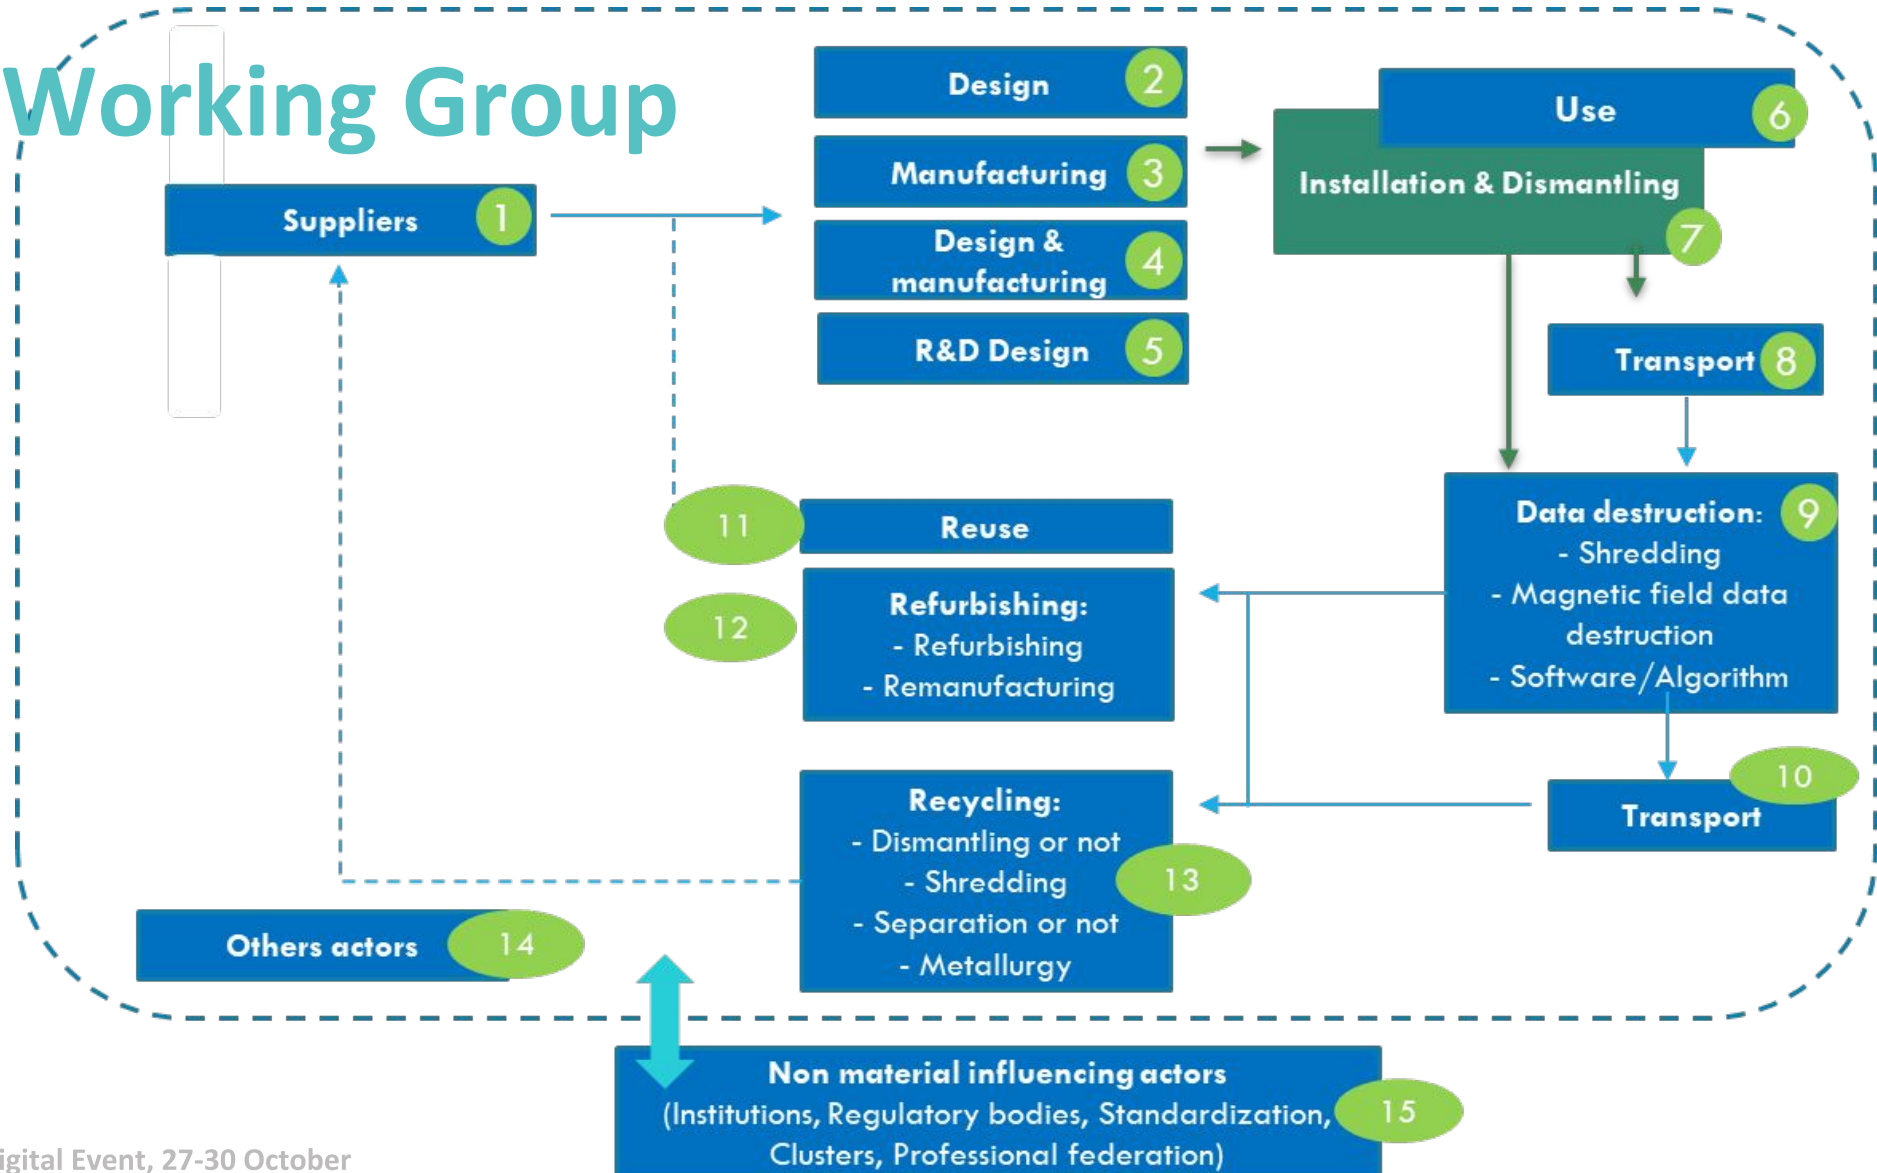 Working Group
Suppliers 1
Design 2
Manufacturing 3
Design &
manufacturing 4
R&D Design 5
Use 6
Installation & Dismantling
7
Transport 8
Data destruction: 9
- Shredding
- Magnetic field data
destruction
- Software/Algorithm
10
Transport
11 Reuse
12
Refurbishing:
- Refurbishing
- Remanufacturing
Recycling:
- Dismantling or not
- Shredding 13
- Separation or not
- Metallurgy
Others actors 14
Non material influencing actors
(Institutions, Regulatory bodies, Standardization, 15
Clusters, Professional federation)
igital Event, 27-30 October